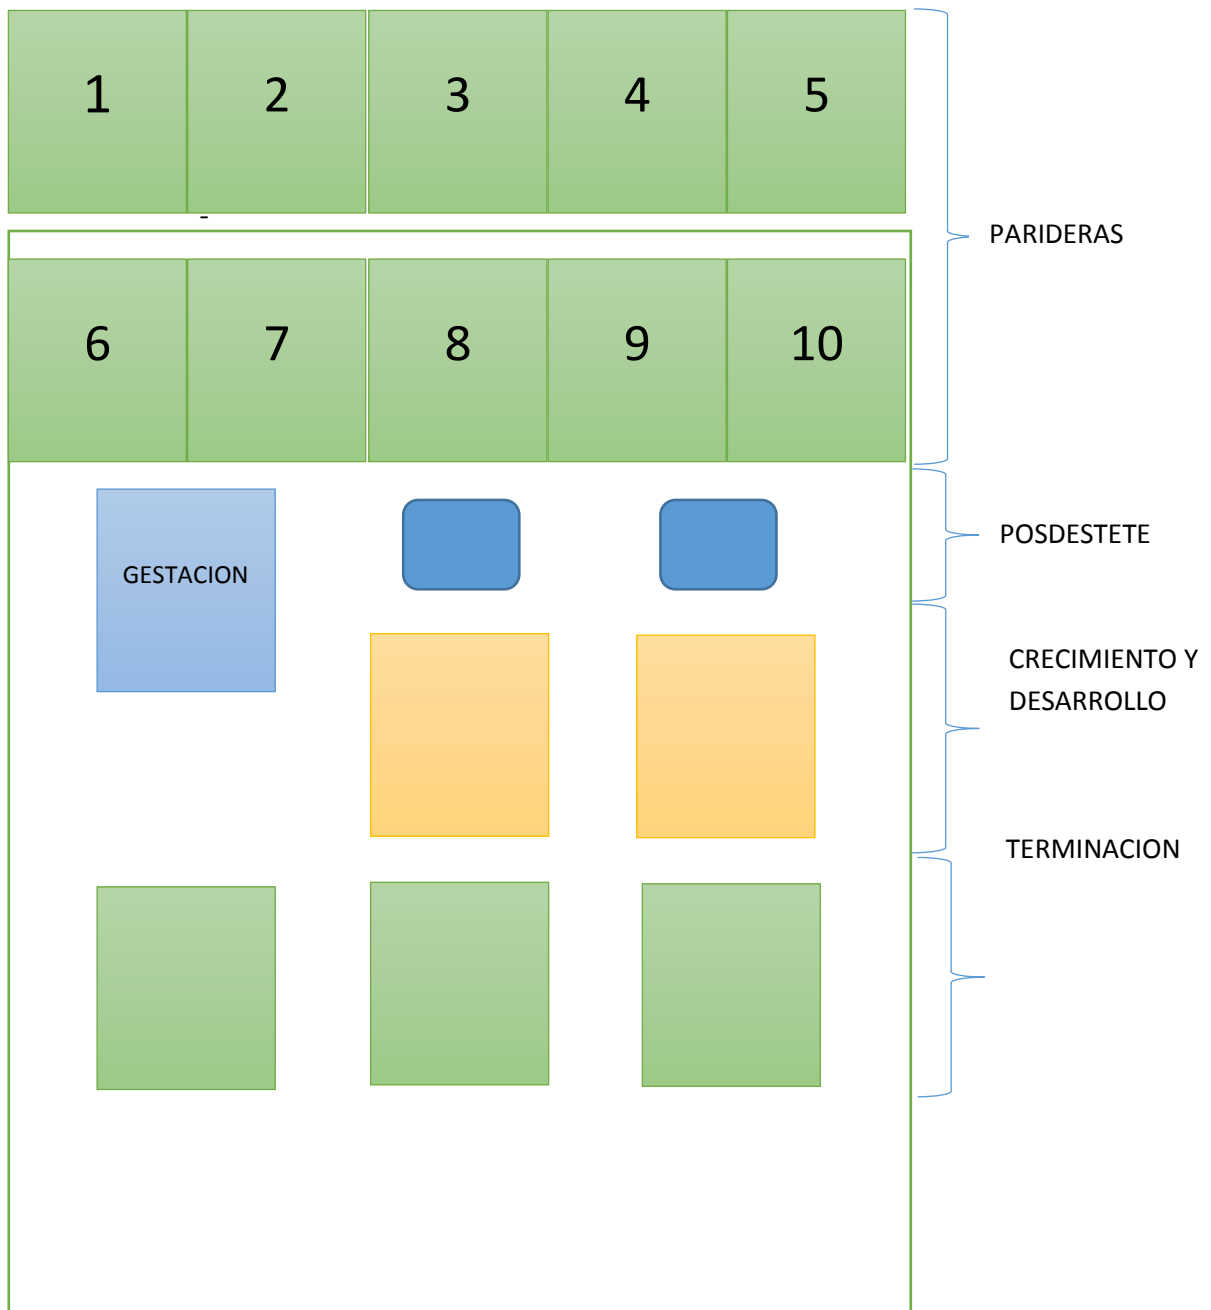 1 2 3 4 5
-
PARIDERAS
6 7 8 9 10
POSDESTETE
GESTACION
CRECIMIENTO Y
DESARROLLO
TERMINACION